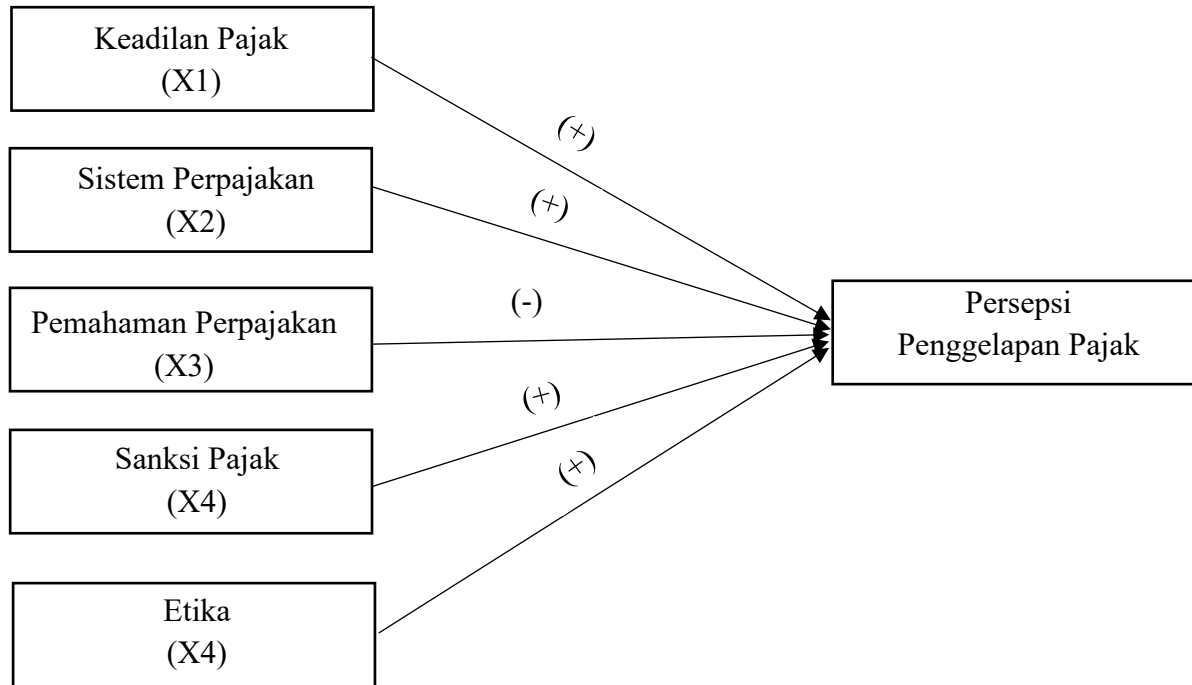 Keadilan Pajak
(X1)
(+)
Sistem Perpajakan
(X2)
(+)
Pemahaman Perpajakan
(X3)
(-)
Persepsi
Penggelapan Pajak
Sanksi Pajak
(X4)
(+)
Etika
(X4)
(+)